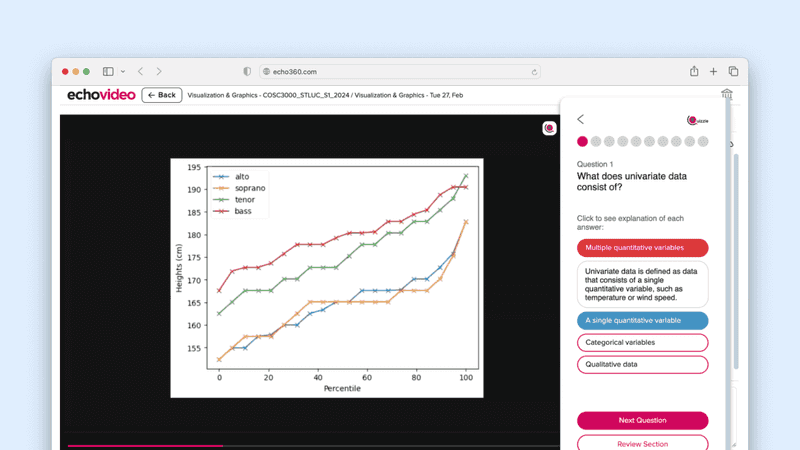 echo360.com
echovideo
← Back
Visualization & Graphics - COSC3000_STLUC_S1_2024 / Visualization & Graphics - Tue 27, Feb
alto
soprano
tenor
bass
195
190
185
180
175
170
165
160
155
Heights (cm)
0
20
40
60
80
100
Percentile
Question 1
What does univariate data
consist of?
Click to see explanation of each
answer:
Multiple quantitative variables
Univariate data is defined as data
that consists of a single
quantitative variable, such as
temperature or wind speed.
A single quantitative variable
Categorical variables
Qualitative data
Next Question
Review Section